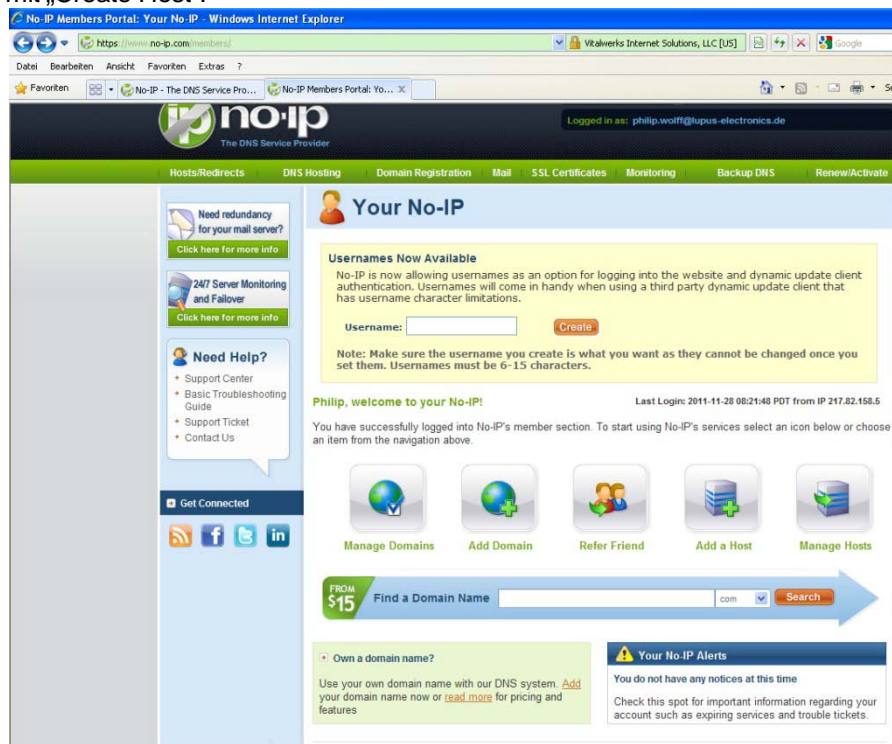 mit „Create Host“.
No-IP Members Portal: Your No-IP - Windows Internet Explorer
https://www.no-ip.com/members/
Vitalwerks Internet Solutions, LLC [US]
Google
Datei Bearbeiten Ansicht Favoriten Extras ?
Favoriten
No-IP - The DNS Service Pro...
No-IP Members Portal: Yo... X
no-ip
The DNS Service Provider
Logged in as: philip.wolff@lupus-electronics.de
Hosts/Redirects DNS Hosting Domain Registration Mail SSL Certificates Monitoring Backup DNS Renew/Activate
Need redundancy
for your mail server?
Click here for more info
24/7 Server Monitoring
and Failover
Click here for more info
Need Help?
Support Center
Basic Troubleshooting
Guide
Support Ticket
Contact Us
Get Connected
Your No-IP
Usernames Now Available
No-IP is now allowing usernames as an option for logging into the website and dynamic update client
authentication. Usernames will come in handy when using a third party dynamic update client that
has username character limitations.
Username:
Create
Note: Make sure the username you create is what you want as they cannot be changed once you
set them. Usernames must be 6-15 characters.
Philip, welcome to your No-IP!
Last Login: 2011-11-28 08:21:48 PDT from IP 217.82.158.5
You have successfully logged into No-IP's member section. To start using No-IP's services select an icon below or choose
an item from the navigation above.
Manage Domains Add Domain Refer Friend Add a Host Manage Hosts
FROM
$15
Find a Domain Name
com
Search
Own a domain name?
Use your own domain name with our DNS system. Add
your domain name now or read more for pricing and
features
Your No-IP Alerts
You do not have any notices at this time
Check this spot for important information regarding your
account such as expiring services and trouble tickets.